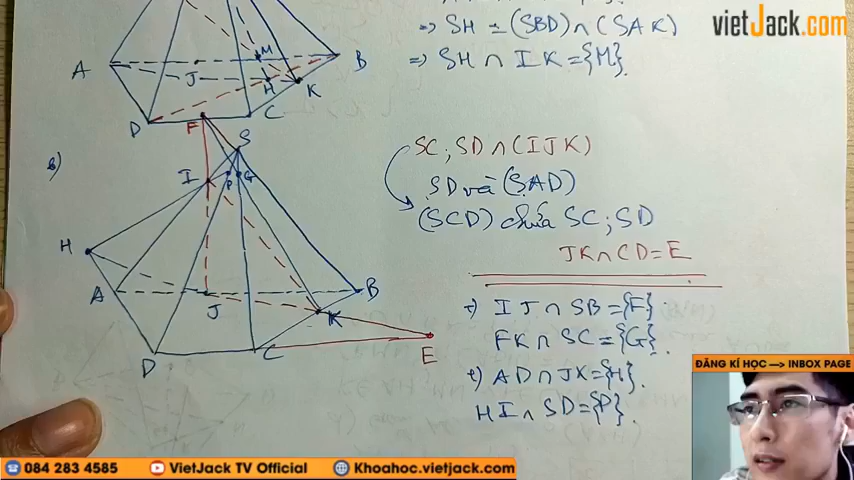 vietJack.com
⇒ SH = (SBD) ∩ (SAK)
⇒ SH ∩ IK = {M}.
A
J
M
H
K
B
D
C
F
b)
S
I
P
G
H
A
J
B
K
D
C
E
SC; SD ∩ (IJK)
SD và (SAD)
(SCD) chứa SC; SD
JK ∩ CD = E
+) IJ ∩ SB = {F}
FK ∩ SC = {G}.
+) AD ∩ JK = {H}.
HI ∩ SD = {P}.
ĐĂNG KÍ HỌC —> INBOX PAGE
084 283 4585
VietJack TV Official
Khoahoc.vietjack.com